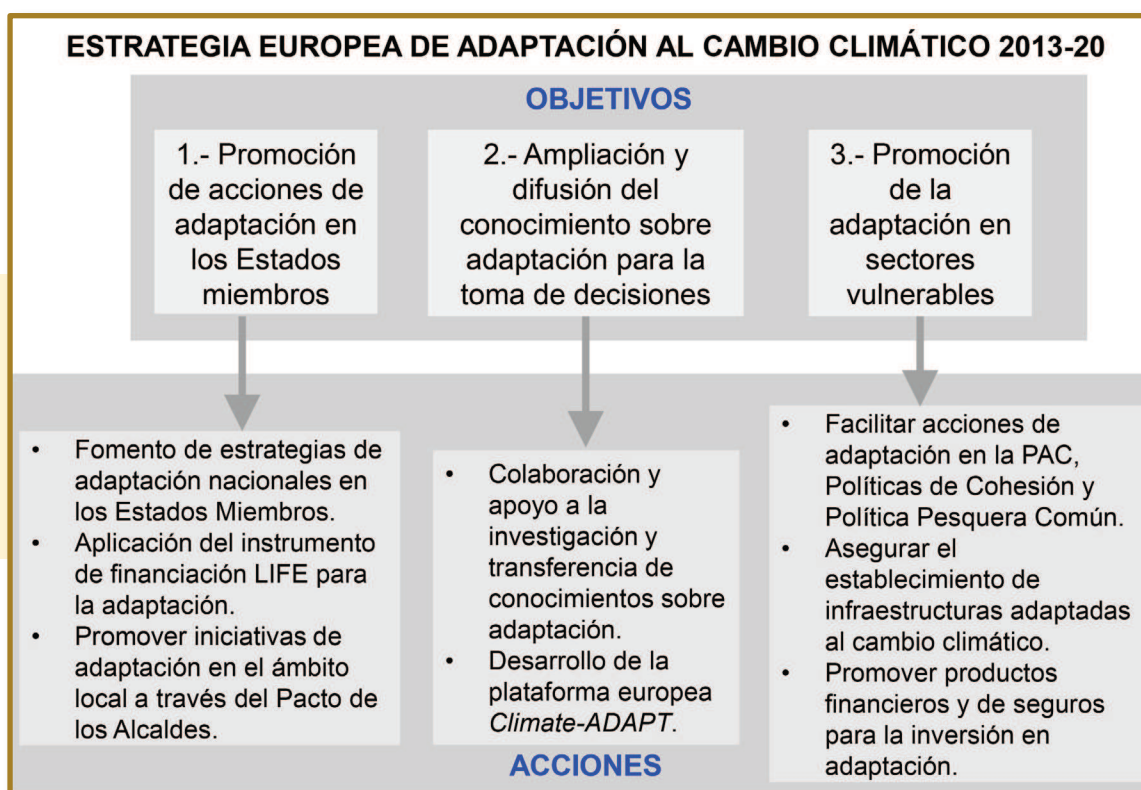 ESTRATEGIA EUROPEA DE ADAPTACIÓN AL CAMBIO CLIMÁTICO 2013-20
OBJETIVOS
1.- Promoción
de acciones de
adaptación en
los Estados
miembros
2.- Ampliación y
difusión del
conocimiento sobre
adaptación para la
toma de decisiones
3.- Promoción
de la
adaptación en
sectores
vulnerables
• Fomento de estrategias de
adaptación nacionales en
los Estados Miembros.
• Aplicación del instrumento
de financiación LIFE para
la adaptación.
• Promover iniciativas de
adaptación en el ámbito
local a través del Pacto de
los Alcaldes.
• Colaboración y
apoyo a la
investigación y
transferencia de
conocimientos sobre
adaptación.
• Desarrollo de la
plataforma europea
Climate-ADAPT.
• Facilitar acciones de
adaptación en la PAC,
Políticas de Cohesión y
Política Pesquera Común.
• Asegurar el
establecimiento de
infraestructuras adaptadas
al cambio climático.
• Promover productos
financieros y de seguros
para la inversión en
adaptación.
ACCIONES